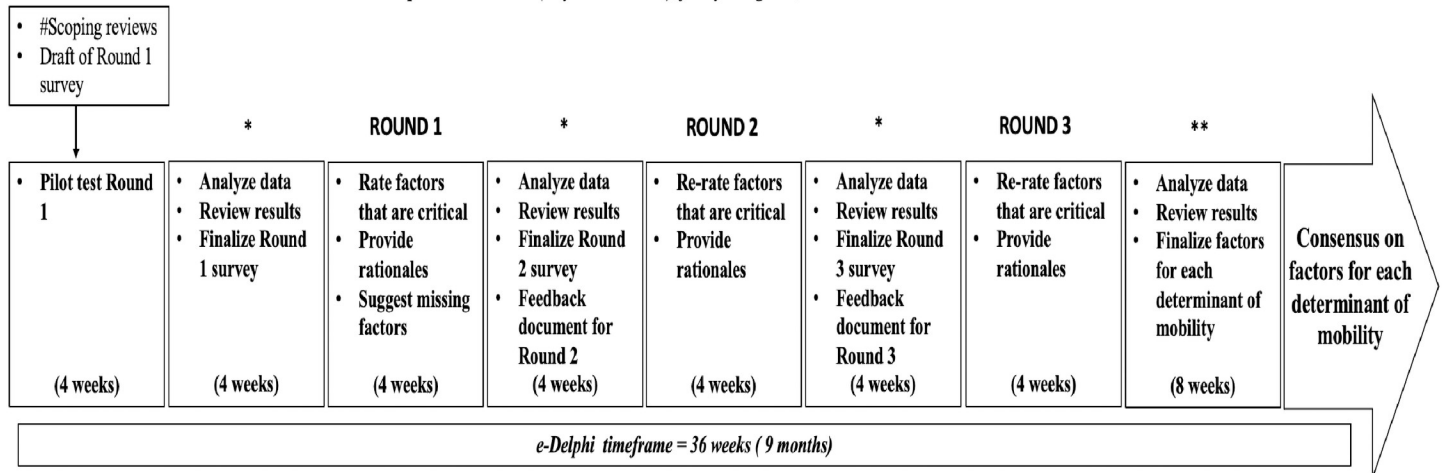 • #Scoping reviews
• Draft of Round 1
survey
*
ROUND 1
*
ROUND 2
*
ROUND 3
**
• Pilot test Round
1
(4 weeks)
• Analyze data
• Review results
• Finalize Round
1 survey
(4 weeks)
• Rate factors
that are critical
• Provide
rationales
• Suggest missing
factors
(4 weeks)
• Analyze data
• Review results
• Finalize Round
2 survey
• Feedback
document for
Round 2
(4 weeks)
• Re-rate factors
that are critical
• Provide
rationales
(4 weeks)
• Analyze data
• Review results
• Finalize Round
3 survey
• Feedback
document for
Round 3
(4 weeks)
• Re-rate factors
that are critical
• Provide
rationales
(4 weeks)
• Analyze data
• Review results
• Finalize factors
for each
determinant of
mobility
(8 weeks)
Consensus on
factors for each
determinant of
mobility
e-Delphi timeframe = 36 weeks ( 9 months)